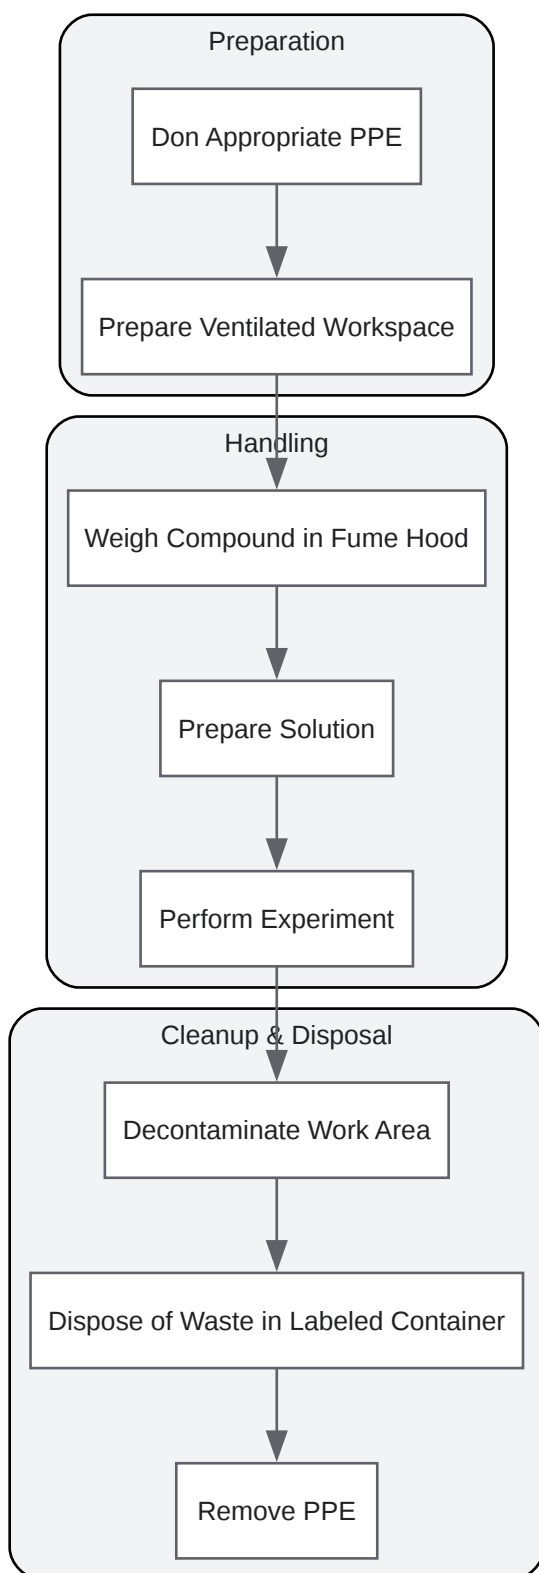 Preparation
Don Appropriate PPE
Prepare Ventilated Workspace
Handling
Weigh Compound in Fume Hood
Prepare Solution
Perform Experiment
Cleanup & Disposal
Decontaminate Work Area
Dispose of Waste in Labeled Container
Remove PPE